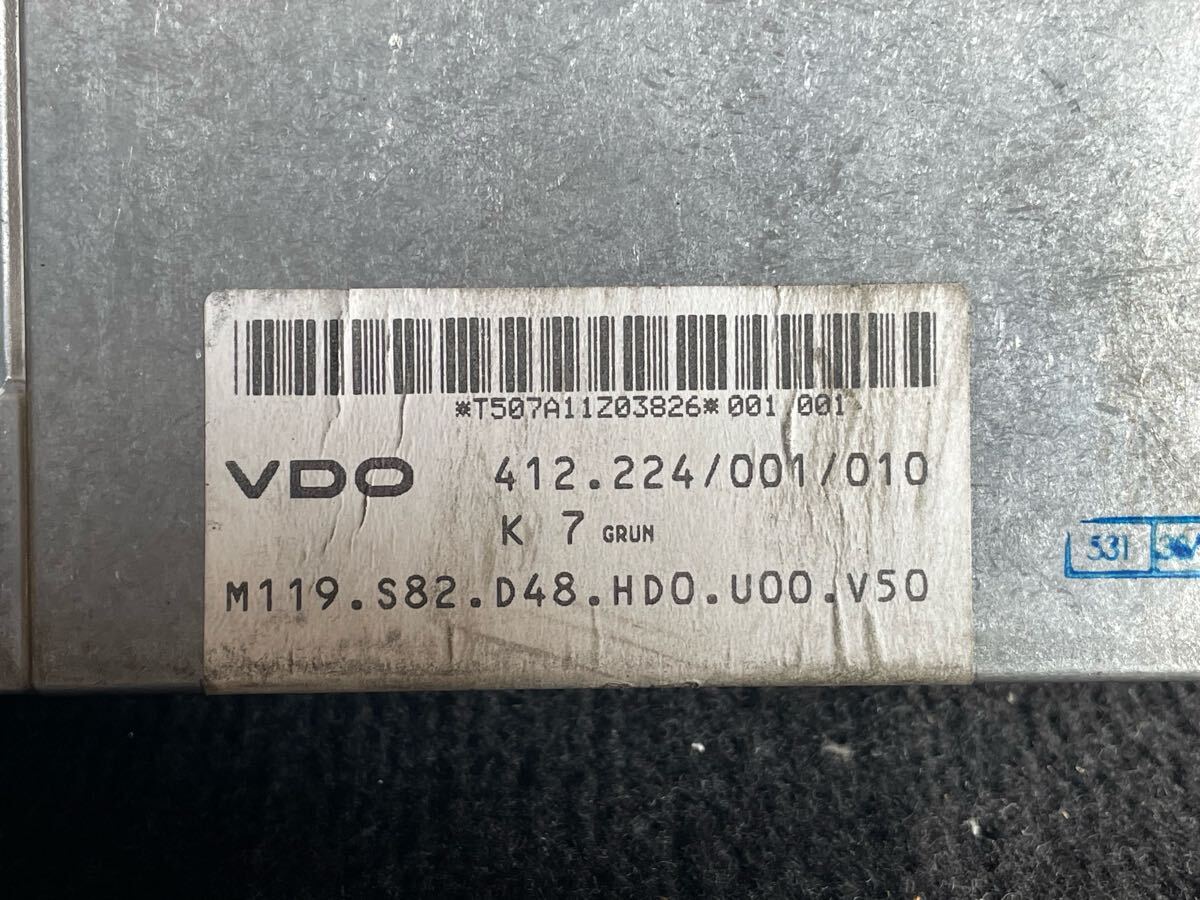 *T507A11Z03826*001 001
VDO 412.224/001/010
K 7 GRUN
M119.S82.D48.HD0.U00.V50
531